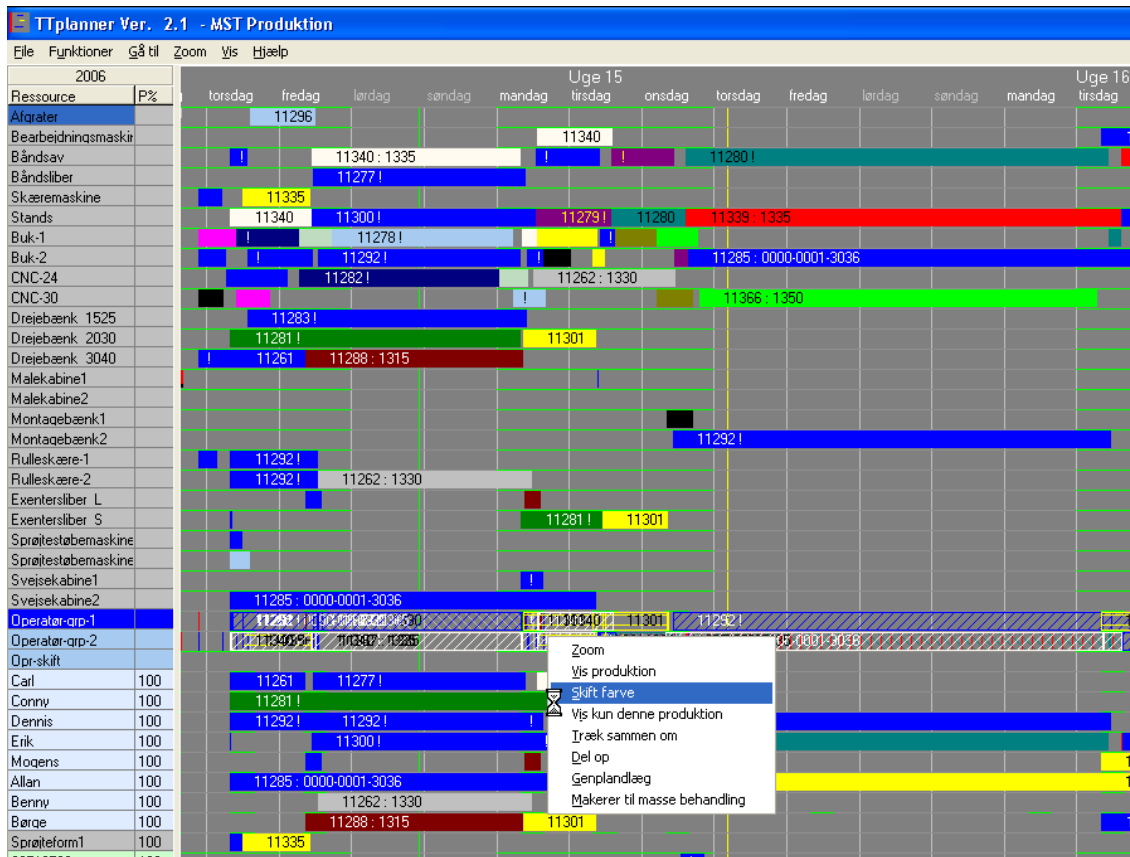 TTplanner Ver. 2.1 - MST Produktion
File Funktioner Gå til Zoom Vis Hjælp
2006 Uge 15 Uge 16
Ressource P% torsdag fredag lørdag søndag mandag tirsdag onsdag torsdag fredag lørdag søndag mandag tirsdag
Afgrater 11296
Bearbejdningsmaskir 11340
Båndsav ! 11340 : 1335 ! ! 11280 !
Båndsliber 11277 !
Skæremaskine 11335
Stands 11340 11300 ! 11279 ! 11280 11339 : 1335
Buk-1 ! 11278 ! !
Buk-2 ! 11292 ! ! 11285 : 0000-0001-3036
CNC-24 11282 ! 11262 : 1330
CNC-30 ! 11366 : 1350
Drejebænk 1525 11283 !
Drejebænk 2030 11281 ! 11301
Drejebænk 3040 ! 11261 11288 : 1315
Malekabine1
Malekabine2
Montagebænk1
Montagebænk2 11292 !
Rulleskære-1 11292 !
Rulleskære-2 11292 ! 11262 : 1330
Exentersliber L
Exentersliber S 11281 ! 11301
Sprøjtestøbemaskine
Sprøjtestøbemaskine
Svejsekabine1 !
Svejsekabine2 11285 : 0000-0001-3036
Operatør-grp-1 11301 11292 !
Operatør-grp-2 0001-3036
Opr-skift
Carl 100 11261 11277 !
Conny 100 11281 !
Dennis 100 11292 ! 11292 ! !
Erik 100 11300 !
Mogens 100
Allan 100 11285 : 0000-0001-3036
Benny 100 11262 : 1330
Børge 100 11288 : 1315 11301
Sprøjteform1 100 11335
Zoom
Vis produktion
Skift farve
Vis kun denne produktion
Træk sammen om
Del op
Genplandlæg
Makerer til masse behandling